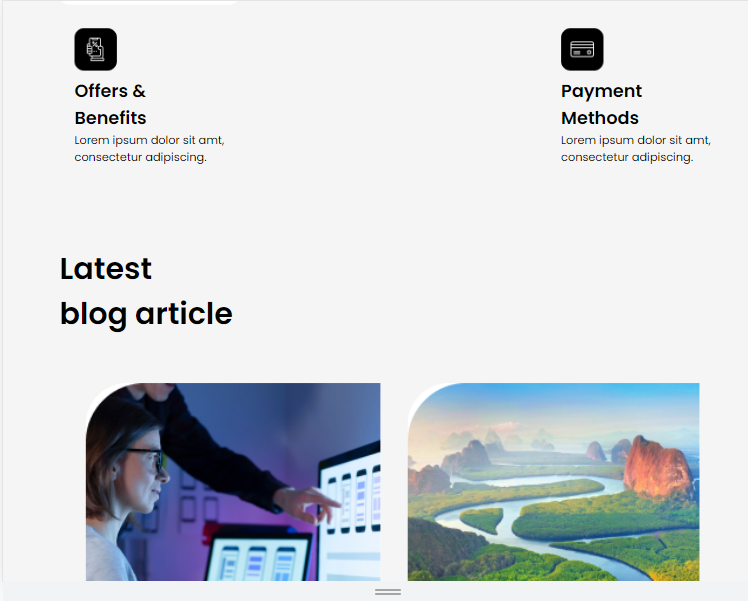 Offers &
Benefits
Lorem ipsum dolor sit amt,
consectetur adipiscing.
Payment
Methods
Lorem ipsum dolor sit amt,
consectetur adipiscing.
Latest
blog article